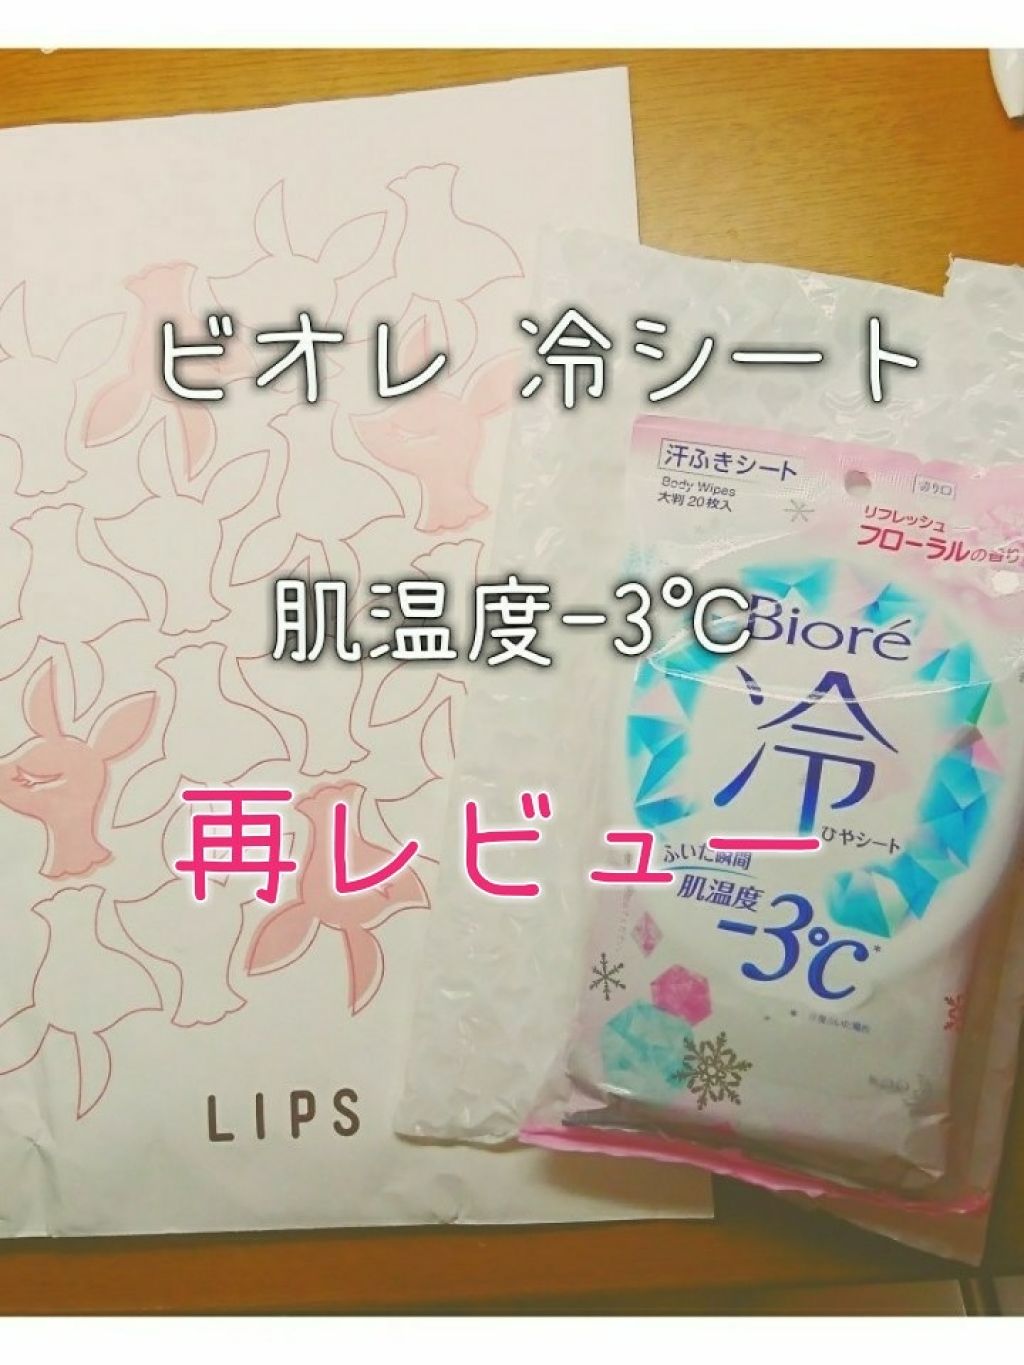 ビオレ 冷シート
肌温度-3℃
再レビュー
汗ふきシート
Body Wipes
大判20枚入
切り口
リフレッシュ
フローラルの香り
Bioré
冷
ひやシート
ふいた瞬間
肌温度
-3℃*
LIPS